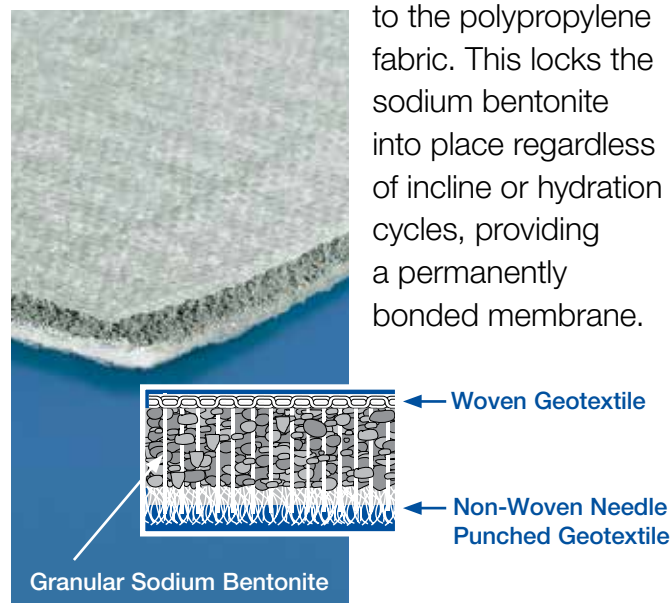 to the polypropylene
fabric. This locks the
sodium bentonite
into place regardless
of incline or hydration
cycles, providing
a permanently
bonded membrane.
Woven Geotextile
Non-Woven Needle
Punched Geotextile
Granular Sodium Bentonite